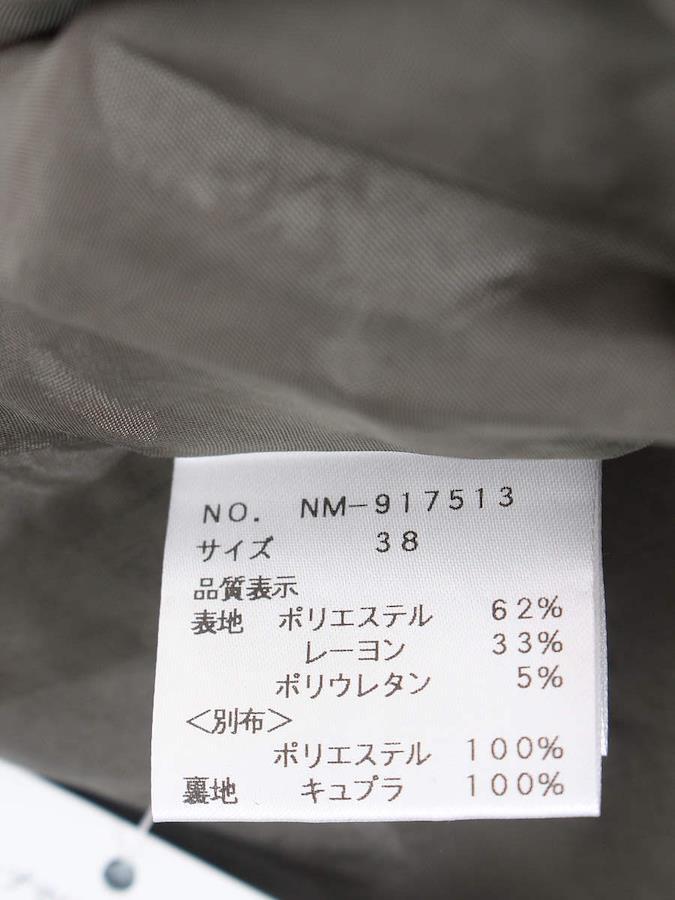 NO. NM-917513
サイズ 38
品質表示
表地 ポリエステル 62%
レーヨン 33%
ポリウレタン 5%
<別布>
ポリエステル 100%
裏地 キュプラ 100%